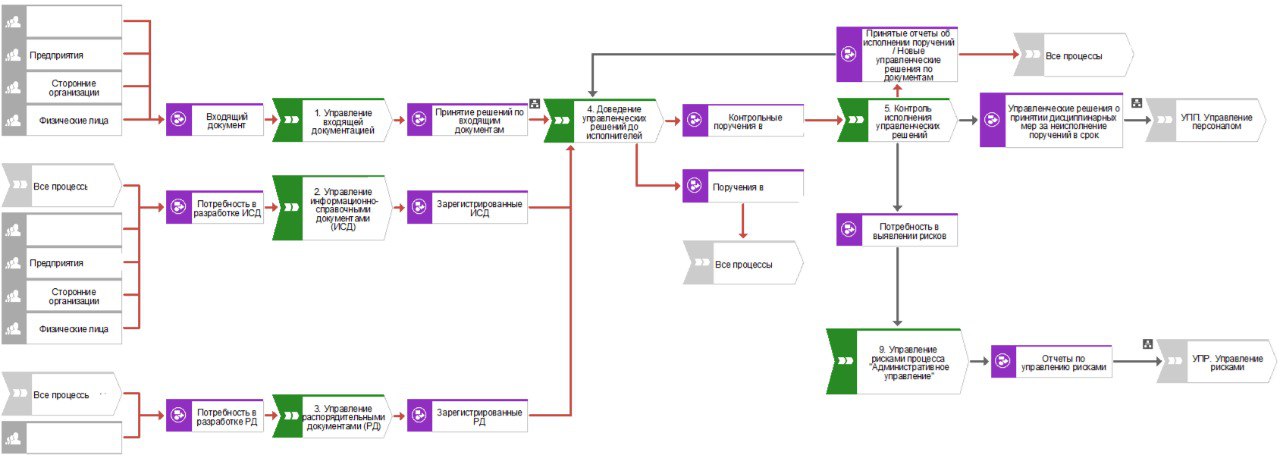 Предприятия
Сторонние
организации
Физические лица
Входящий
документ
1. Управление
входящей
документацией
Принятие решений по
входящим
документам
4. Доведение
управленческих
решений до
исполнителей
Контрольные
поручения в
5. Контроль
исполнения
управленческих
решений
Принятые отчеты об
исполнении поручений
/ Новые
управленческие
решения по
документам
Все процессы
Управленческие решения о
принятии дисциплинарных
мер за неисполнение
поручений в срок
УПП. Управление
персоналом
Все процессь
Предприятия
Сторонние
организации
Физические лица
Потребность в
разработке ИСД
2. Управление
информационно-
справочными
документами
(ИСД)
Зарегистрированные
ИСД
Поручения в
Все процессы
Потребность в
выявлении рисков
9. Управление
рисками процесса
"Административное
управление"
Отчеты по
управлению рисками
УПР. Управление
рисками
Все процессь
Потребность в
разработке РД
3. Управление
распорядительными
документами (РД)
Зарегистрированные
РД